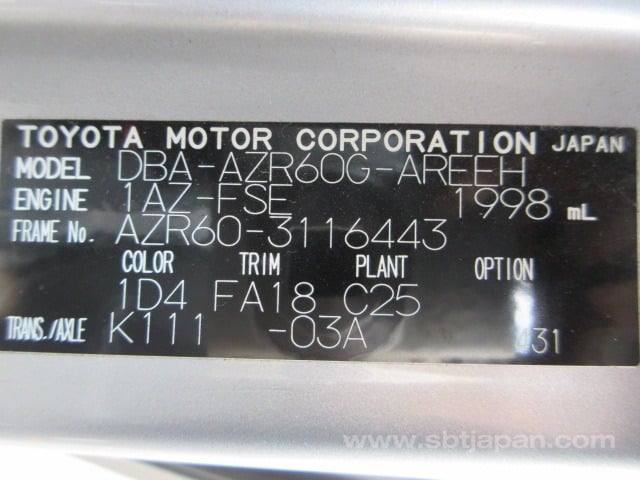 TOYOTA MOTOR CORPORATION JAPAN
MODEL DBA-AZR60G-AREEH
ENGINE 1AZ-FSE 1998 mL
FRAME No. AZR60-3116443
COLOR TRIM PLANT OPTION
1D4 FA18 C25
TRANS./AXLE K111 -03A 431
www.sbtjapan.com